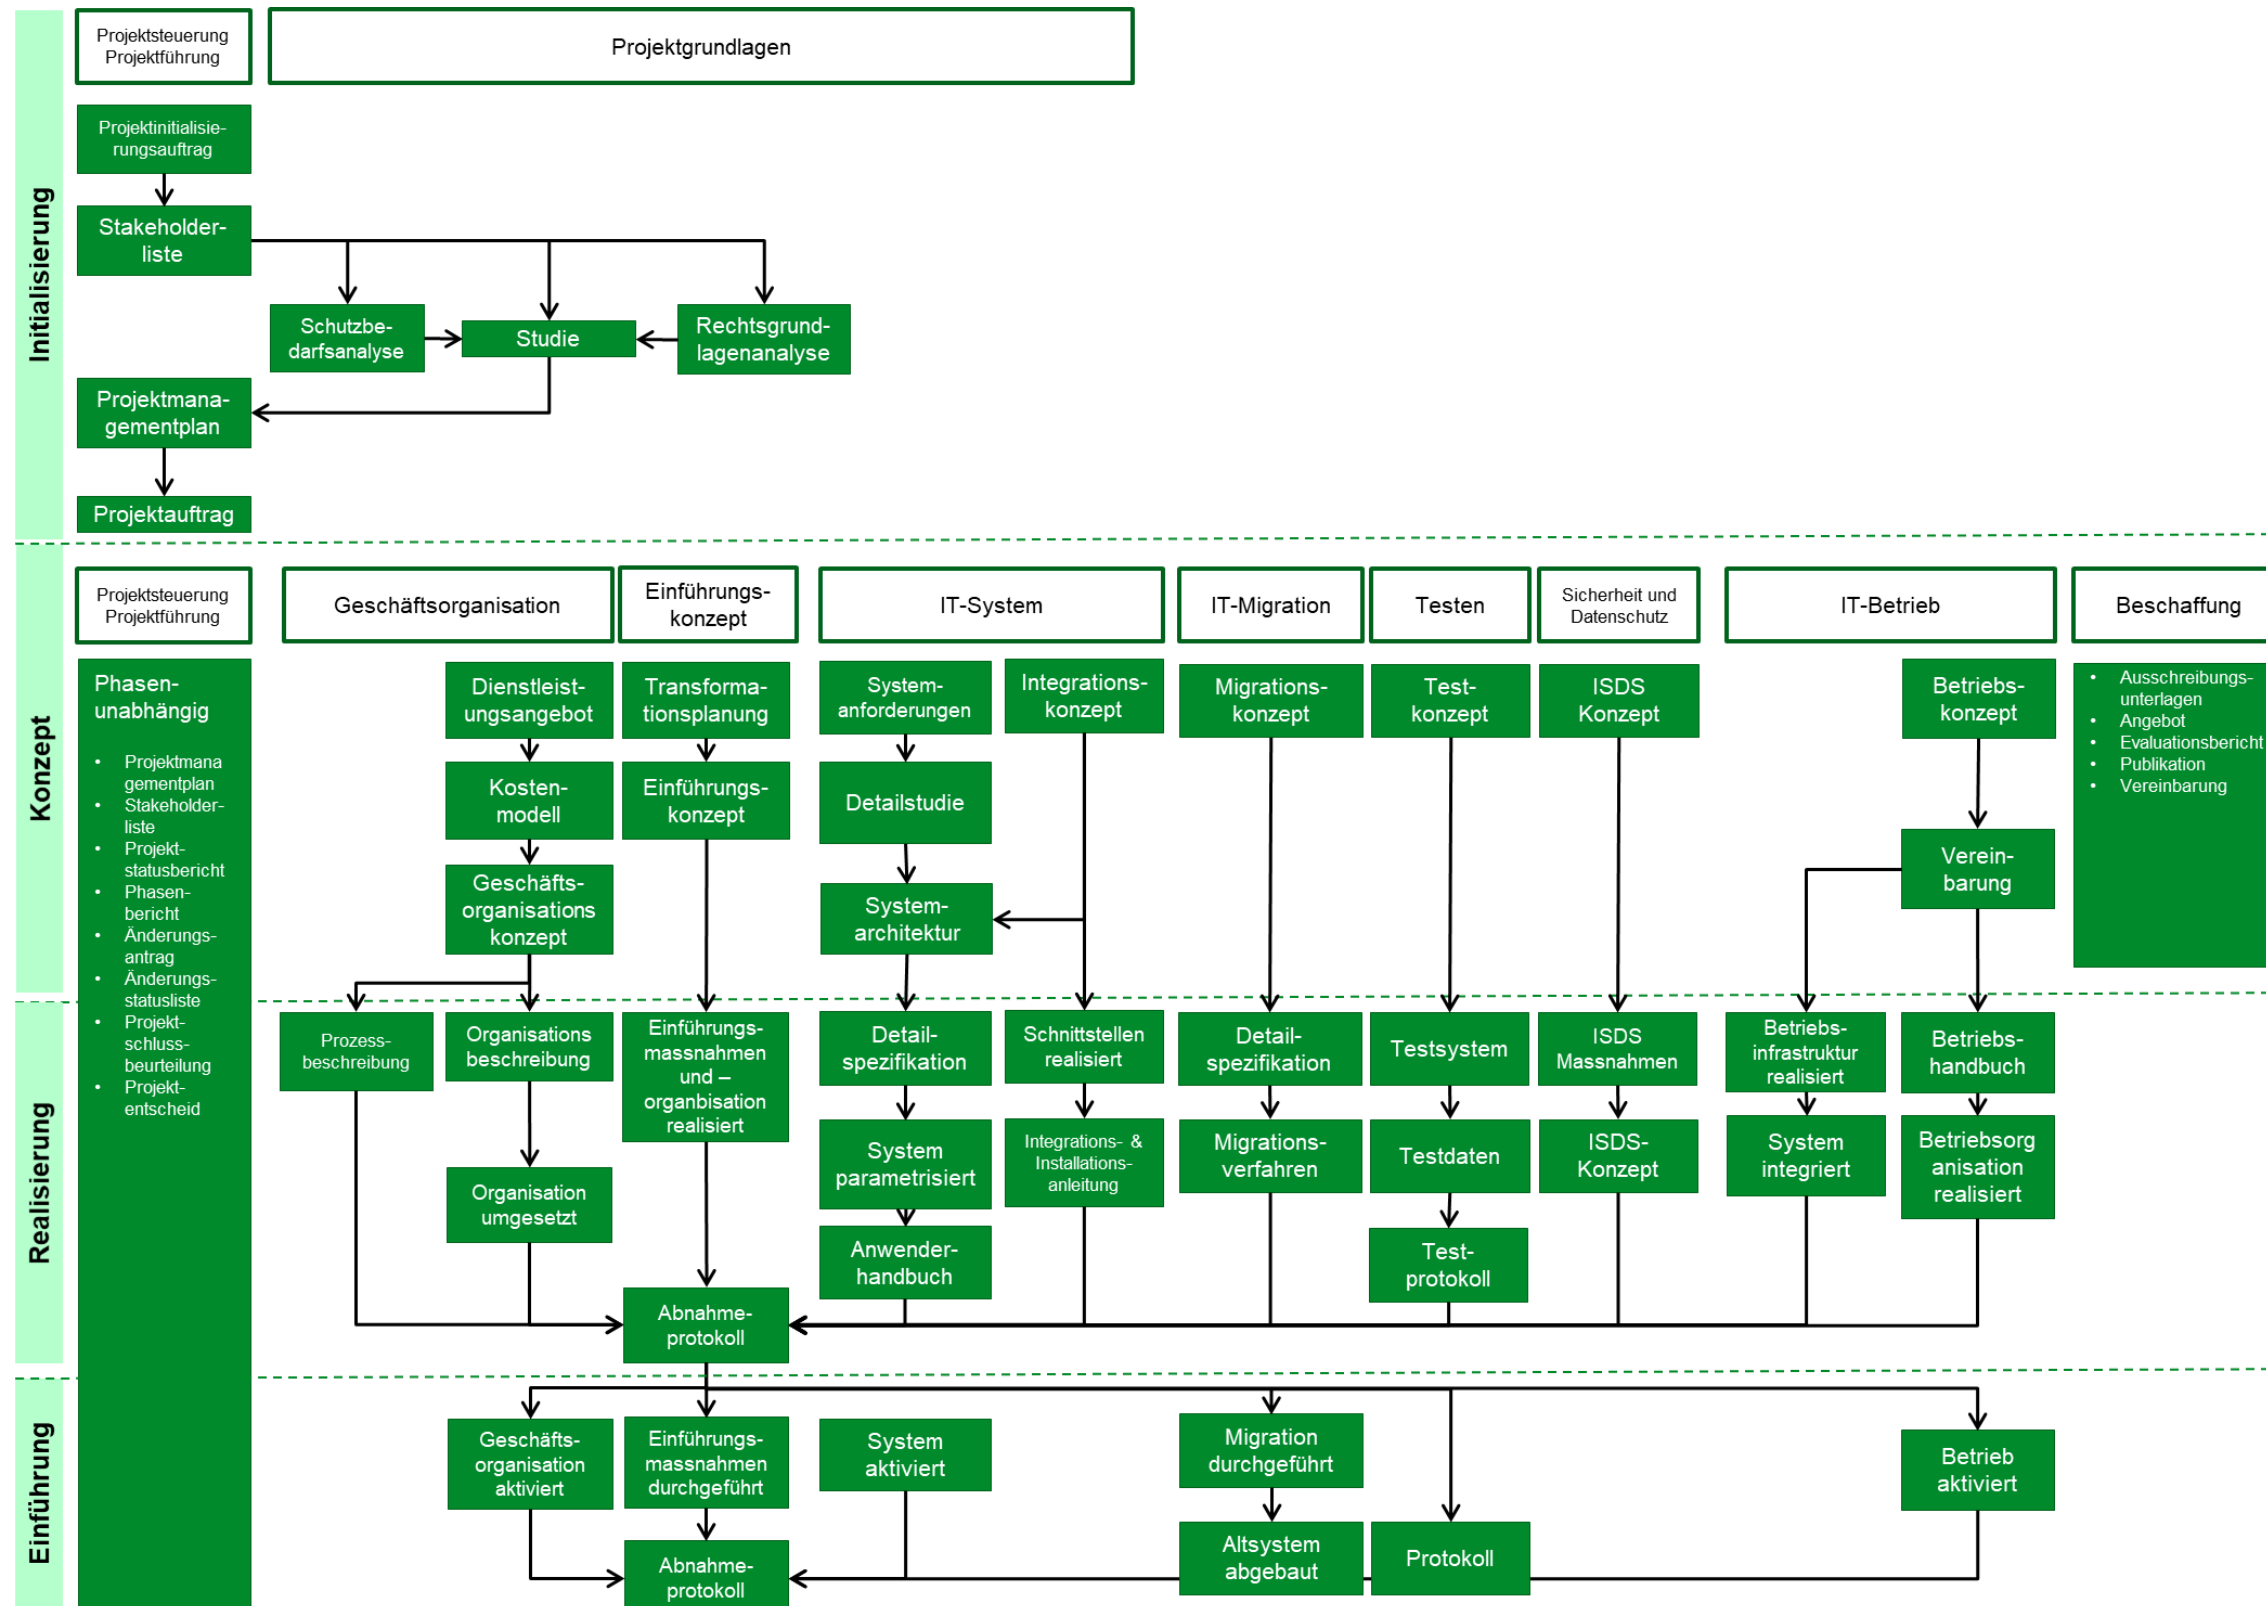 Initialisierung
Projektsteuerung
Projektführung
Projektgrundlagen
Projektinitialisie-
rungsauftrag
Stakeholder-
liste
Schutzbe-
darfsanalyse
Studie
Rechtsgrund-
lagenanalyse
Projektmana-
gementplan
Projektauftrag
Konzept
Projektsteuerung
Projektführung
Geschäftsorganisation
Einführungs-
konzept
IT-System
IT-Migration
Testen
Sicherheit und
Datenschutz
IT-Betrieb
Beschaffung
Phasen-
unabhängig
• Projektmana
gementplan
• Stakeholder-
liste
• Projekt-
statusbericht
• Phasen-
bericht
• Änderungs-
antrag
• Änderungs-
statusliste
• Projekt-
schluss-
beurteilung
• Projekt-
entscheid
Dienstleist-
ungsangebot
Transforma-
tionsplanung
System-
anforderungen
Integrations-
konzept
Migrations-
konzept
Test-
konzept
ISDS
Konzept
Betriebs-
konzept
• Ausschreibungs-
unterlagen
• Angebot
• Evaluationsbericht
• Publikation
• Vereinbarung
Kosten-
modell
Einführungs-
konzept
Detailstudie
Verein-
barung
Geschäfts-
organisations
konzept
System-
architektur
Realisierung
Prozess-
beschreibung
Organisations
beschreibung
Einführungs-
massnahmen
und –
organbisation
realisiert
Detail-
spezifikation
Schnittstellen
realisiert
Detail-
spezifikation
Testsystem
ISDS
Massnahmen
Betriebs-
infrastruktur
realisiert
Betriebs-
handbuch
System
parametrisiert
Integrations- &
Installations-
anleitung
Migrations-
verfahren
Testdaten
ISDS-
Konzept
System
integriert
Betriebsorg
anisation
realisiert
Organisation
umgesetzt
Anwender-
handbuch
Test-
protokoll
Abnahme-
protokoll
Einführung
Geschäfts-
organisation
aktiviert
Einführungs-
massnahmen
durchgeführt
System
aktiviert
Migration
durchgeführt
Betrieb
aktiviert
Abnahme-
protokoll
Altsystem
abgebaut
Protokoll